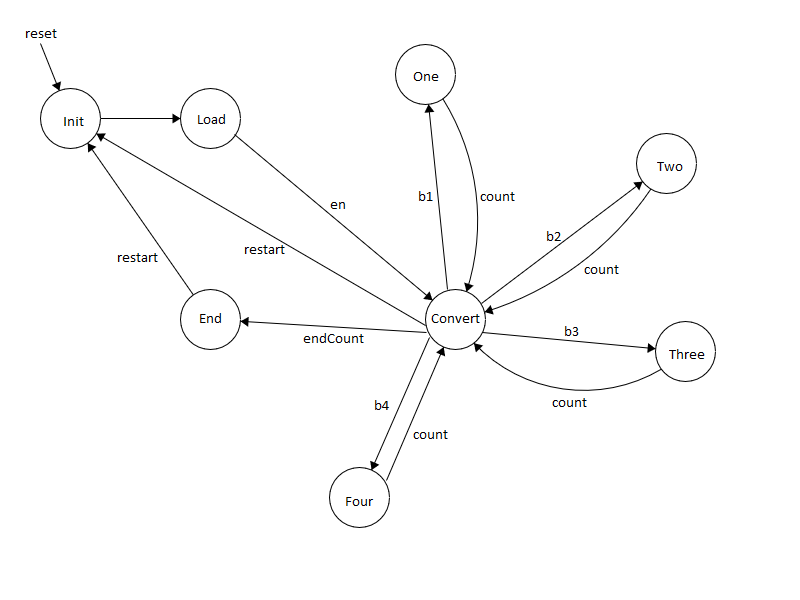 reset
One
Init
Load
Two
b1
count
en
b2
restart
restart
count
End
Convert
b3
endCount
Three
b4
count
count
Four